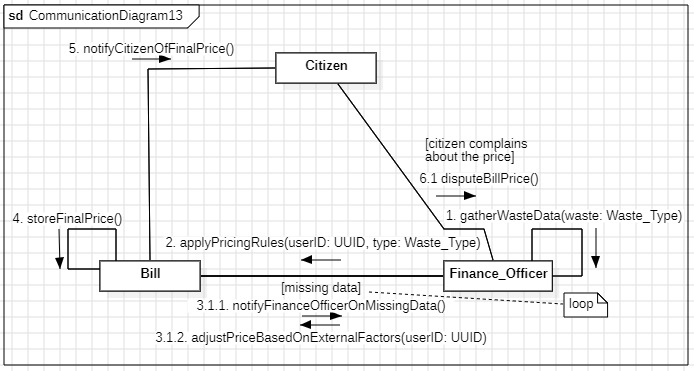 sd CommunicationDiagram13
5. notifyCitizenOfFinalPrice()
Citizen
[citizen complains
about the price]
6.1 disputeBillPrice()
4. storeFinalPrice()
1. gatherWasteData(waste: Waste_Type)
2. applyPricingRules(userID: UUID, type: Waste_Type)
Bill
Finance_Officer
[missing data]
loop
3.1.1. notifyFinanceOfficerOnMissingData()
3.1.2. adjustPriceBasedOnExternalFactors(userID: UUID)